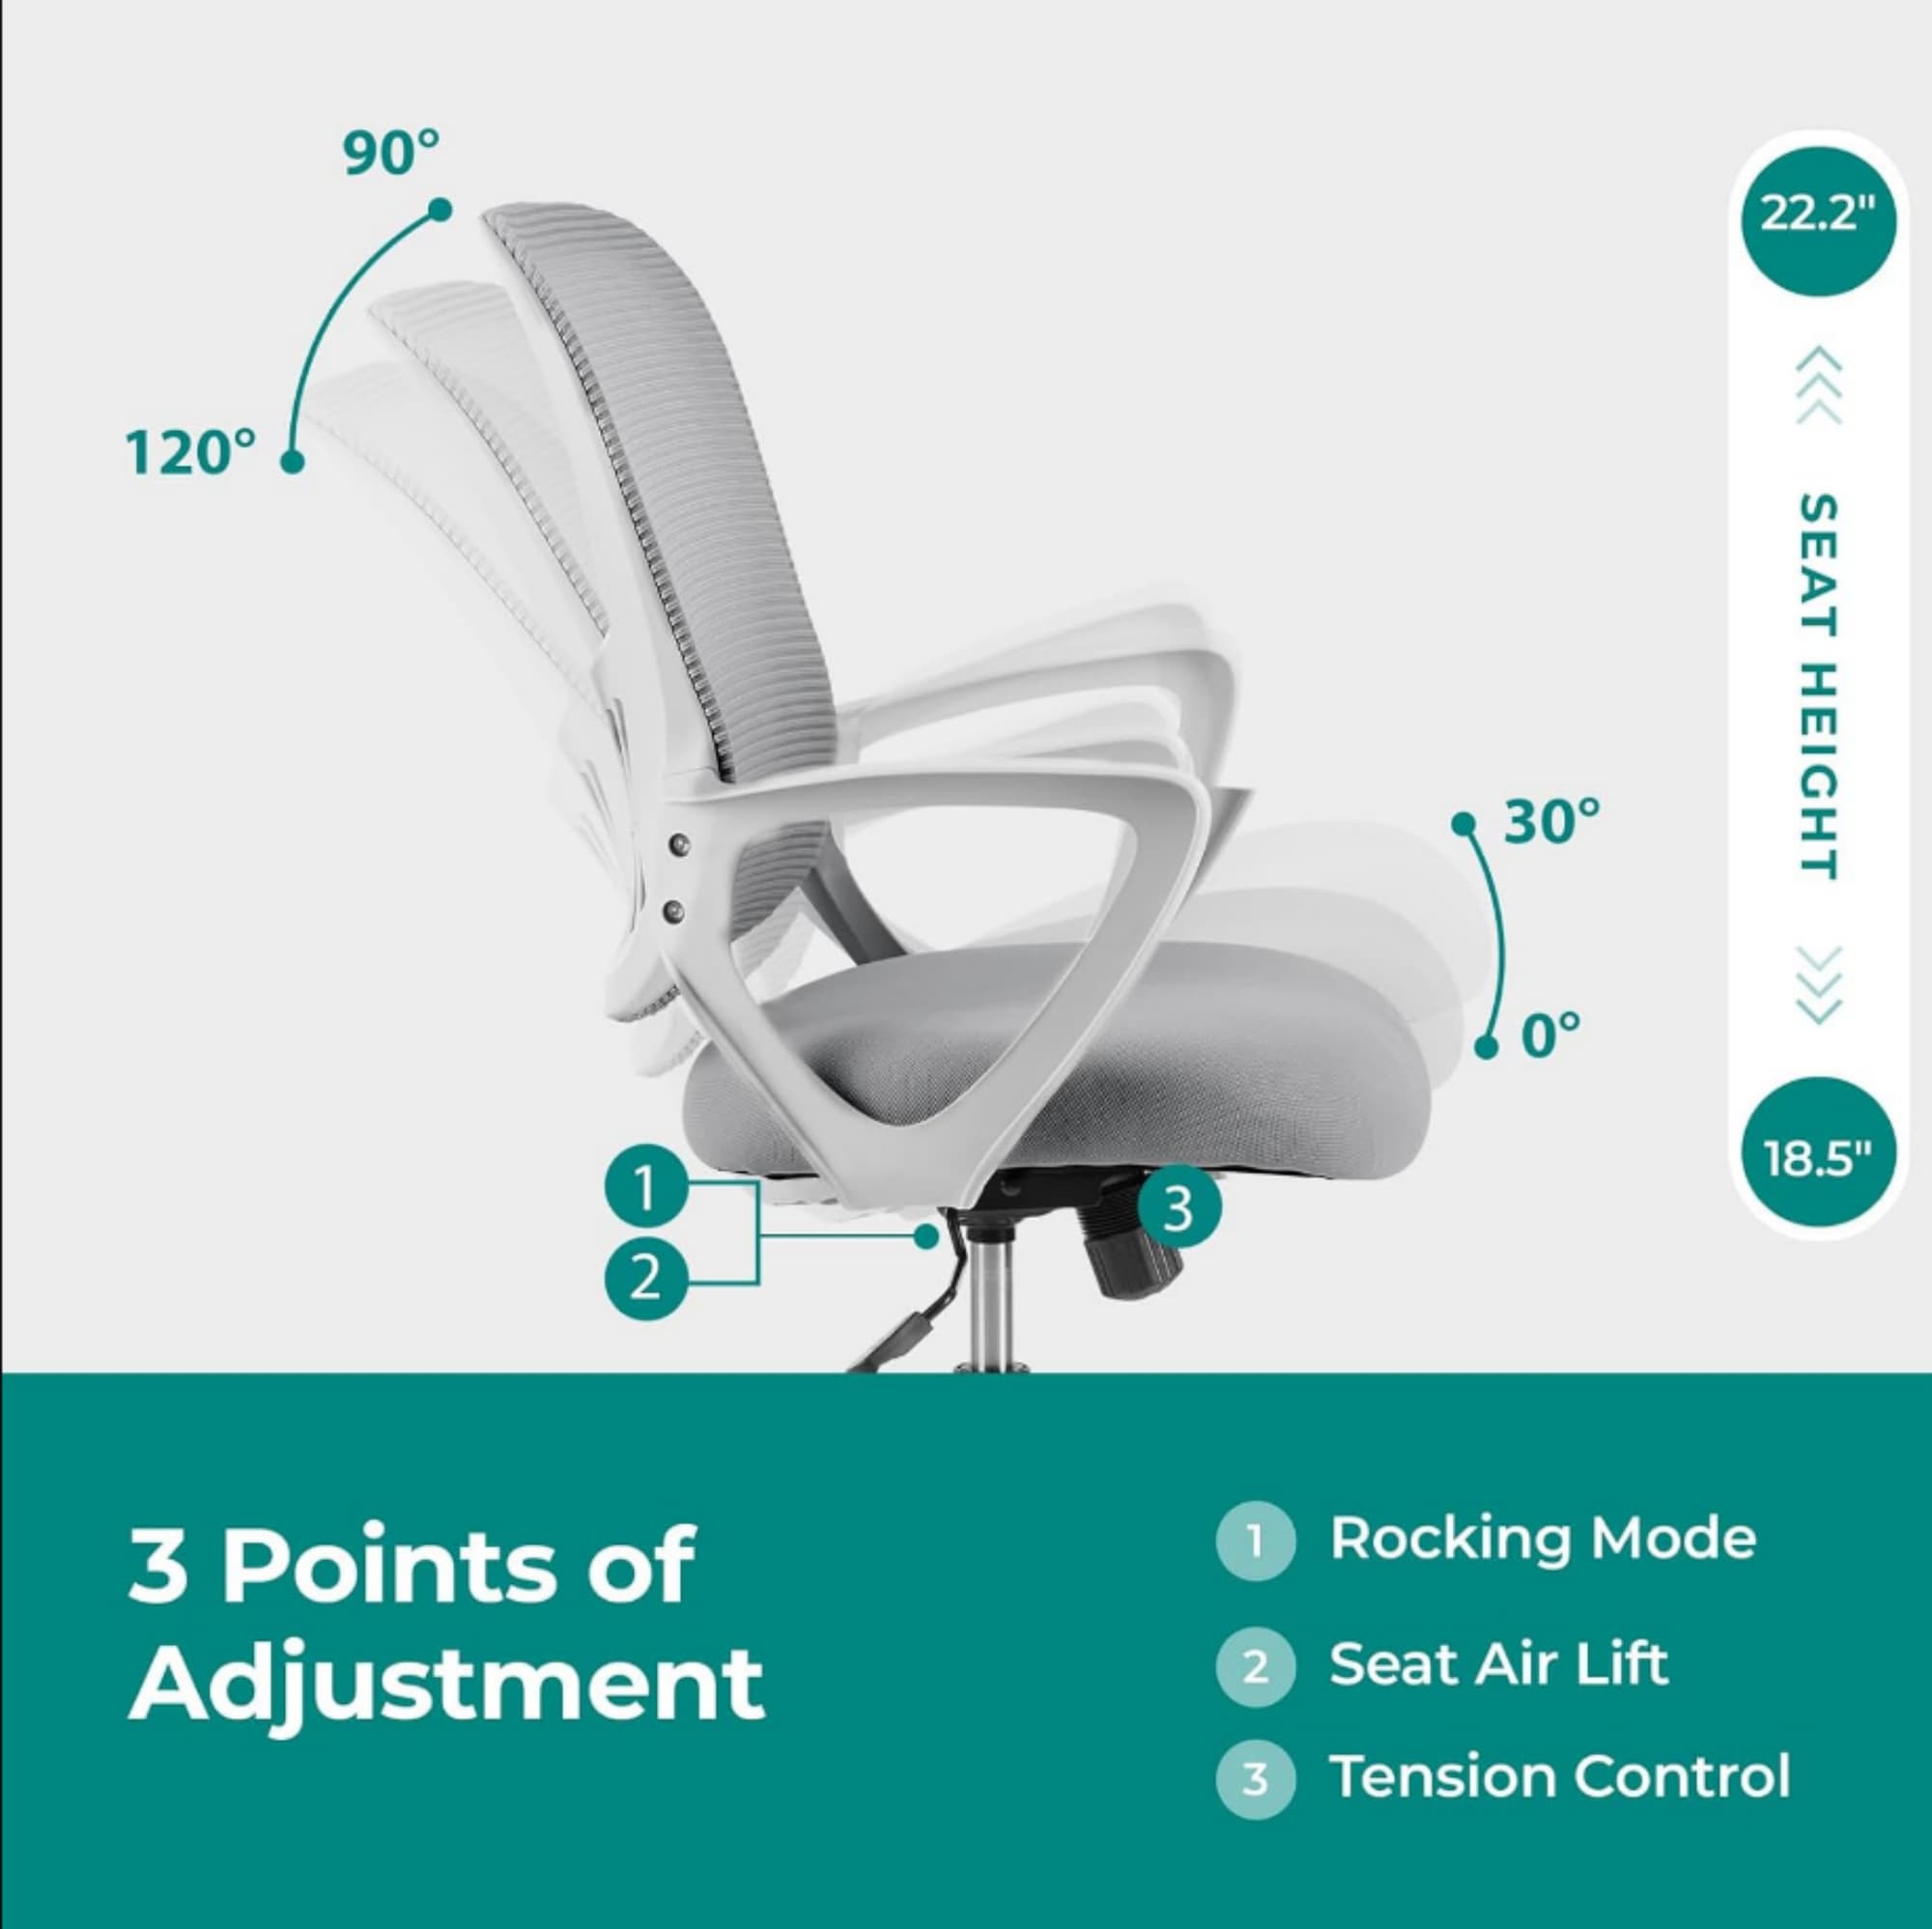 90°
120°
22.2"
SEAT HEIGHT
18.5"
30°
0°
1
2
3
3 Points of
Adjustment
1 Rocking Mode
2 Seat Air Lift
3 Tension Control